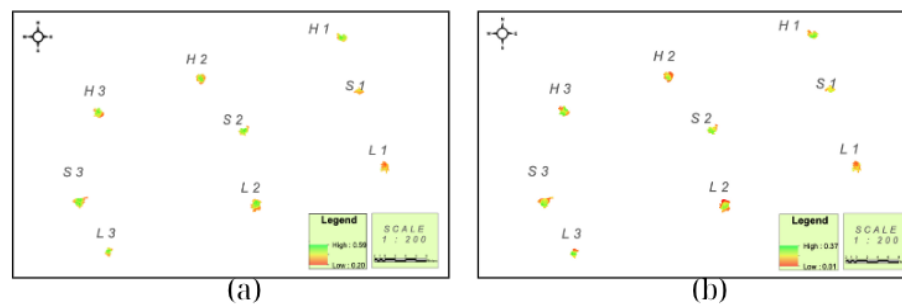 H 1
H 2
S 1
H 3
S 2
L 1
S 3
L 2
L 3
Legend
High : 0.59
Low : 0.20
SCALE
1 : 200
(a)
H 1
H 2
S 1
H 3
S 2
L 1
S 3
L 2
L 3
Legend
High : 0.37
Low : 0.01
SCALE
1 : 200
(b)